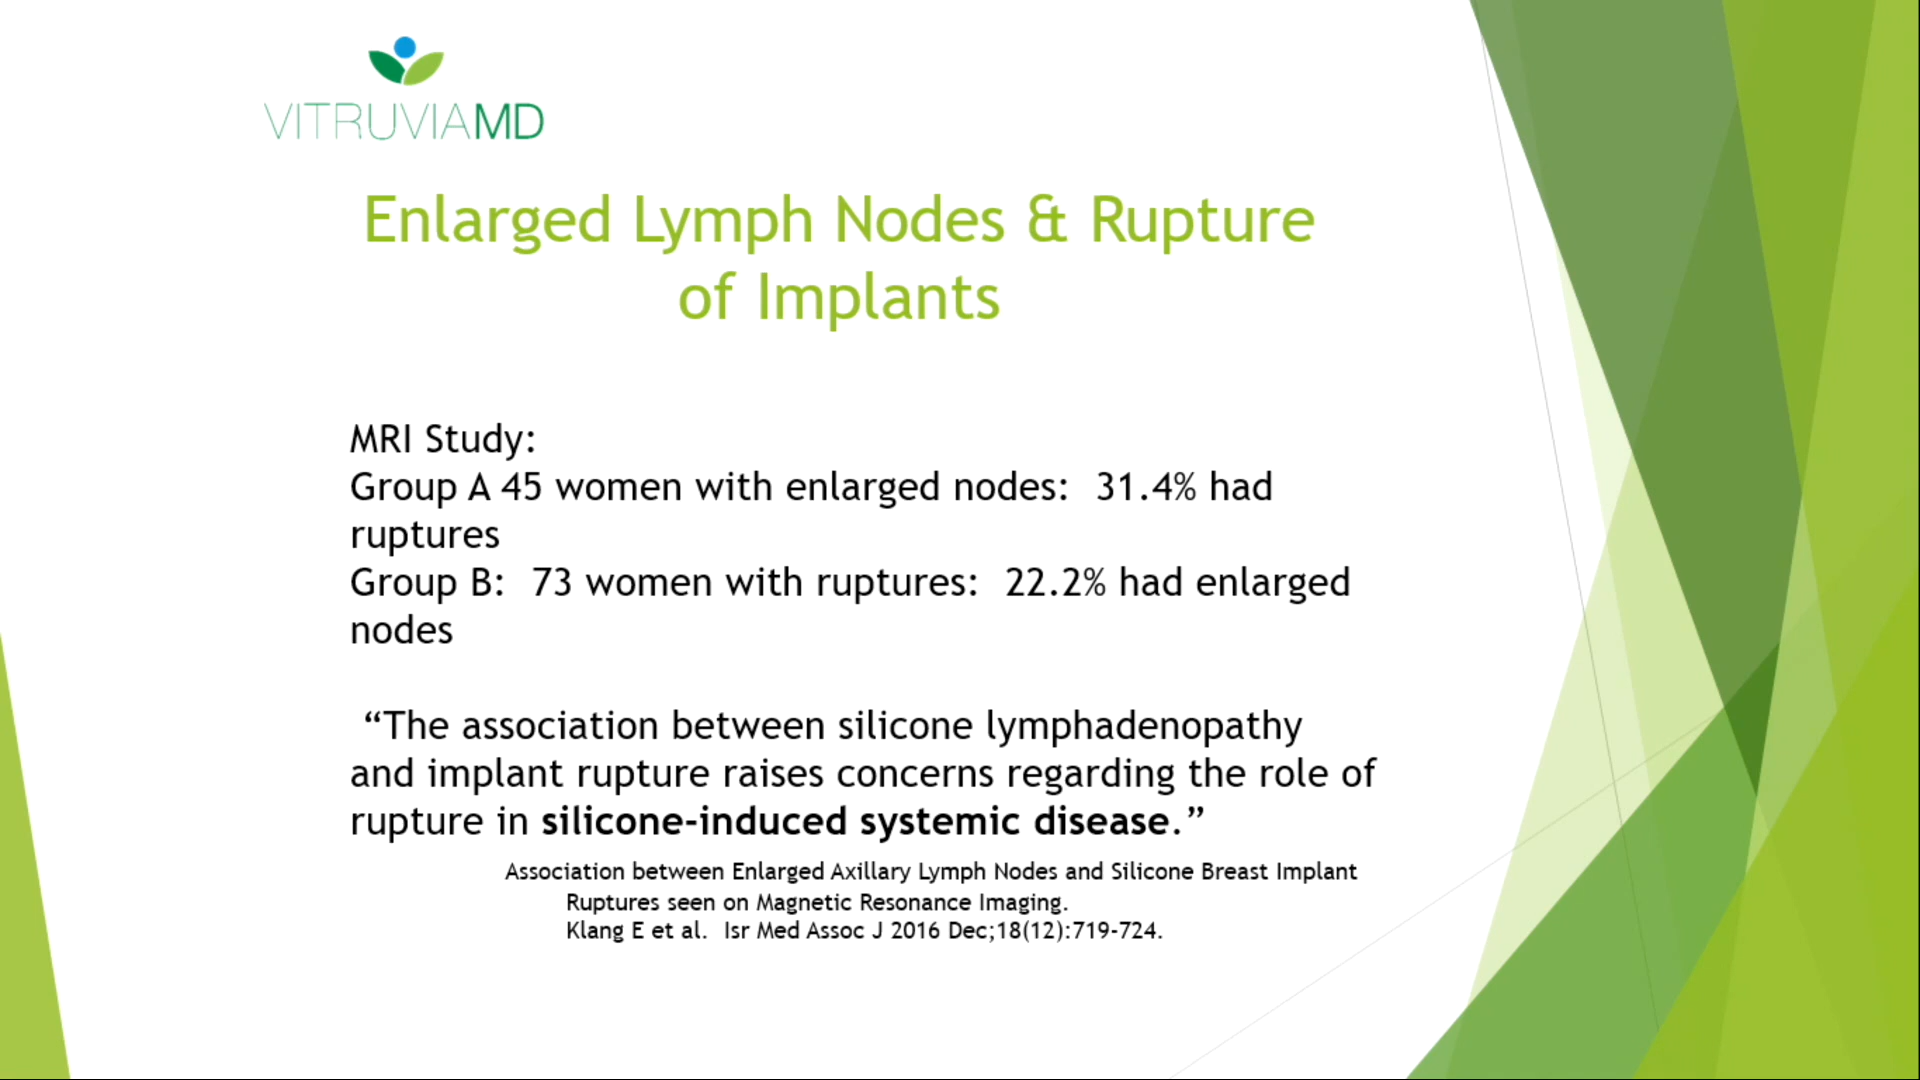 VITRUVIAMD
Enlarged Lymph Nodes & Rupture
of Implants
MRI Study:
Group A 45 women with enlarged nodes:  31.4% had
ruptures
Group B:  73 women with ruptures:  22.2% had enlarged
nodes
“The association between silicone lymphadenopathy
and implant rupture raises concerns regarding the role of
rupture in silicone-induced systemic disease.”
Association between Enlarged Axillary Lymph Nodes and Silicone Breast Implant
Ruptures seen on Magnetic Resonance Imaging.
Klang E et al.  Isr Med Assoc J 2016 Dec;18(12):719-724.